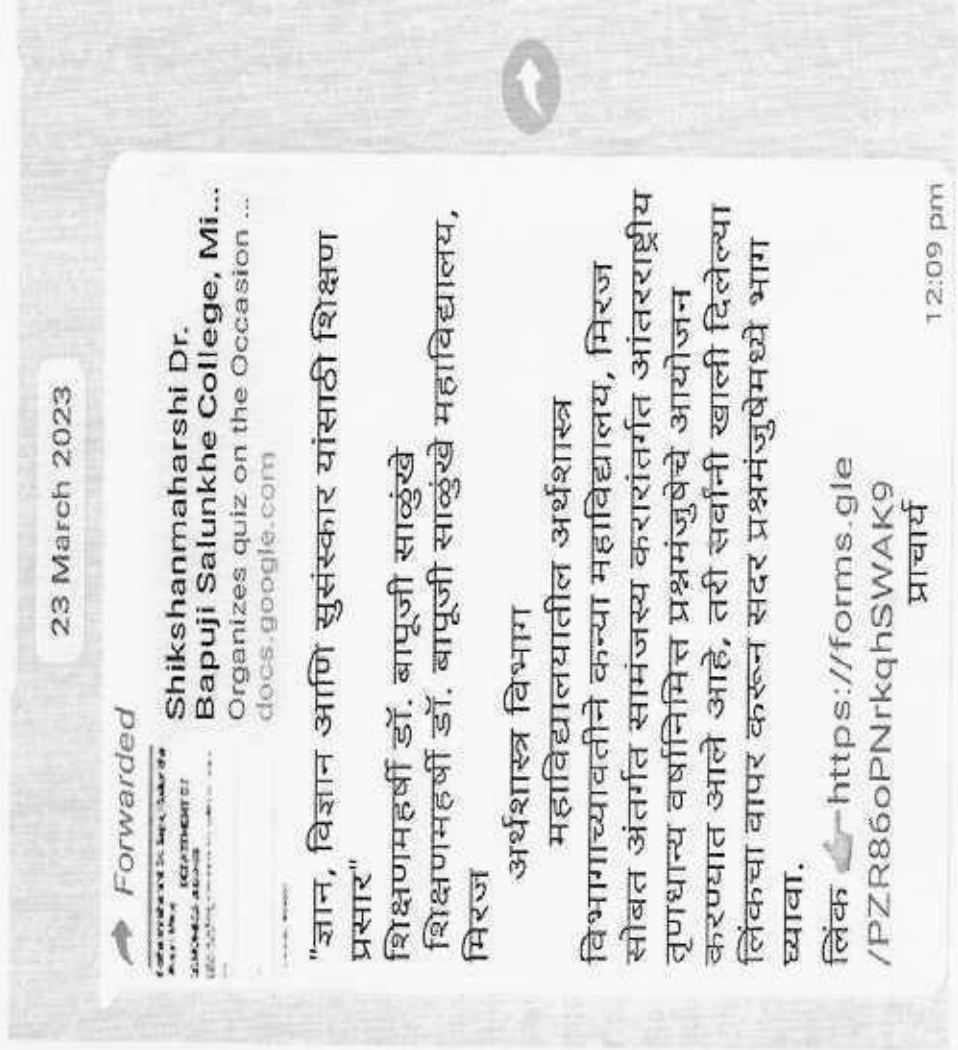 23 March 2023
Forwarded
Shikshanmaharshi Dr.
Bapuji Salunkhe College, Mi...
Organizes quiz on the Occasion ...
docs.google.com
"ज्ञान, विज्ञान आणि सुसंस्कार यांसाठी शिक्षण
प्रसार"
शिक्षणमहर्षी डॉ. बापूजी साळुंखे
शिक्षणमहर्षी डॉ. बापूजी साळुंखे महाविद्यालय,
मिरज
अर्थशास्त्र विभाग
महाविद्यालयातील अर्थशास्त्र
विभागाच्यावतीने कन्या महाविद्यालय, मिरज
सोबत अंतर्गत सामंजस्य करारांतर्गत आंतरराष्ट्रीय
तृणधान्य वर्षानिमित्त प्रश्नमंजुषेचे आयोजन
करण्यात आले आहे, तरी सर्वांनी खाली दिलेल्या
लिंकचा वापर करून सदर प्रश्नमंजुषेमध्ये भाग
घ्यावा.
लिंक 👉https://forms.gle
/PZR86oPNrkqhSWAK9
प्राचार्य
12:09 pm